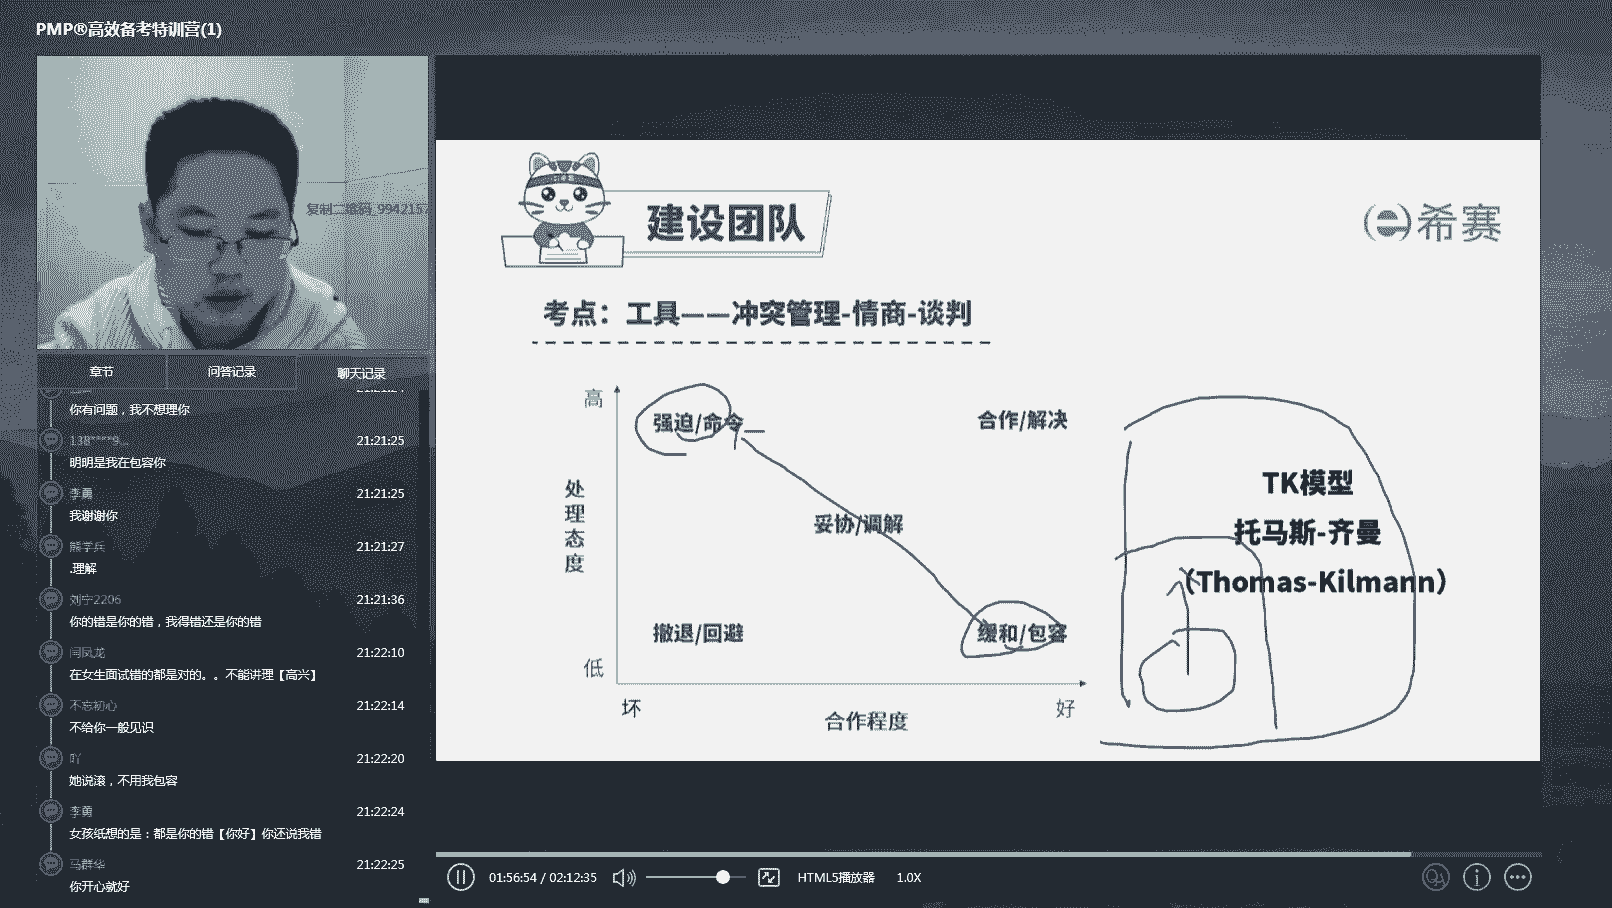 PMP®高效备考特训营(1)
复制二维码_9942157
章节
问答记录
聊天记录
你有问题，我不想理你
138****9...
21:21:25
明明是我在包容你
李勇
21:21:25
我谢谢你
熊学兵
21:21:27
.理解
刘宁2206
21:21:36
你的错是你的错，我得错还是你的错
闫凤龙
21:22:10
在女生面试错的都是对的。。不能讲理【高兴】
不忘初心
21:22:14
不给你一般见识
吖
21:22:20
她说滚，不用我包容
李勇
21:22:24
女孩纸想的是：都是你的错【你好】你还说我错
马群华
21:22:25
你开心就好
建设团队
希赛
考点：工具——冲突管理-情商-谈判
高
强迫/命令
合作/解决
处理态度
妥协/调解
撤退/回避
缓和/包容
低
坏
合作程度
好
TK模型
托马斯-齐曼
（Thomas-Kilmann）
01:56:54 / 02:12:35
HTML5播放器
1.0X